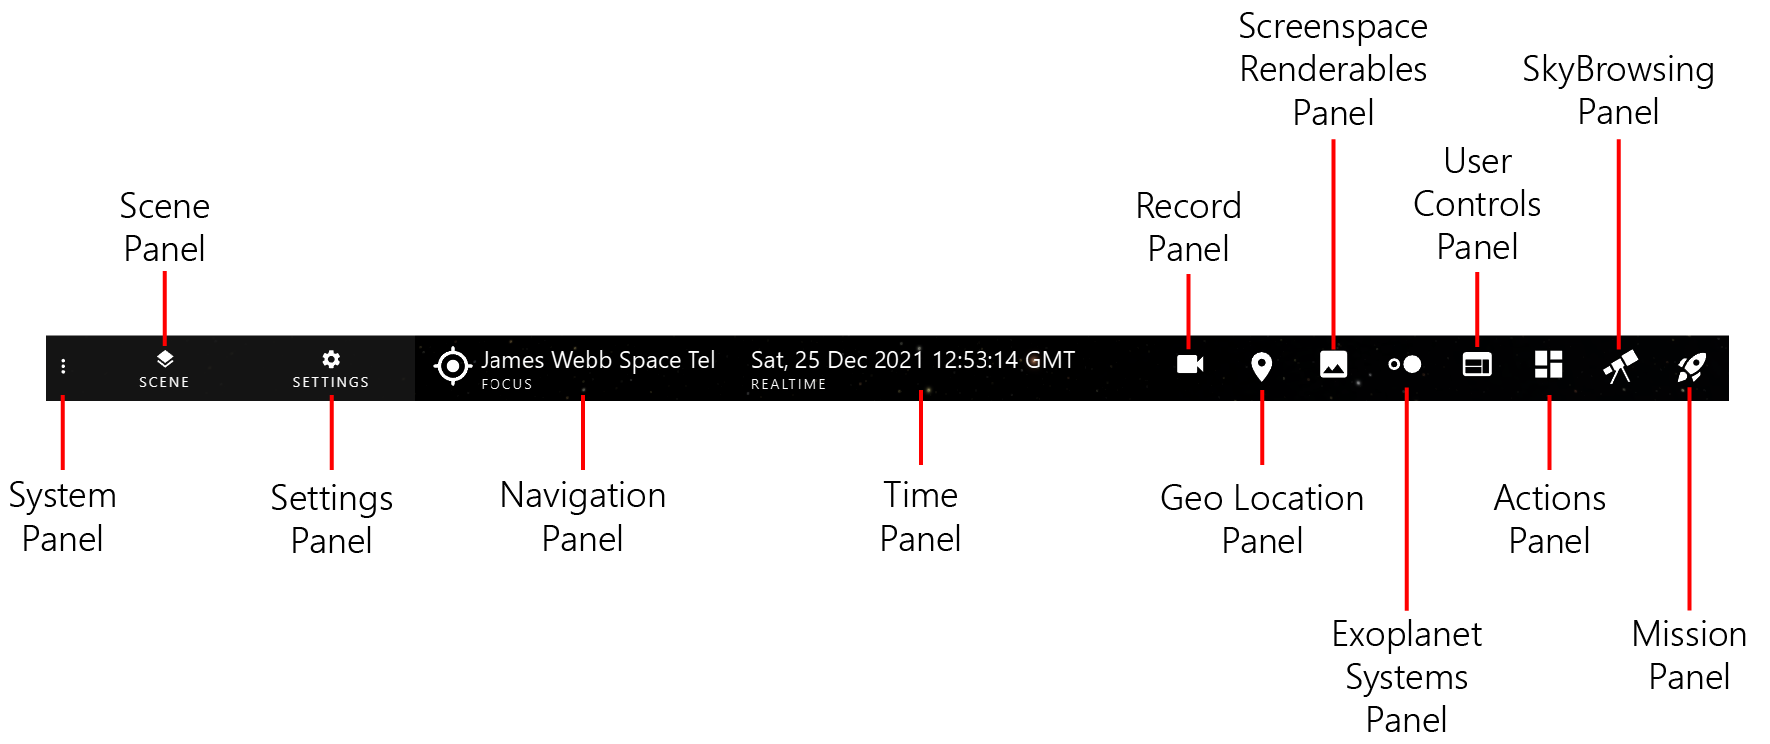 Screenspace
Renderables
Panel
SkyBrowsing
Panel
User
Controls
Panel
Scene
Panel
Record
Panel
SCENE
SETTINGS
James Webb Space Tel
FOCUS
Sat, 25 Dec 2021 12:53:14 GMT
REALTIME
System
Panel
Settings
Panel
Navigation
Panel
Time
Panel
Geo Location
Panel
Actions
Panel
Exoplanet
Systems
Panel
Mission
Panel